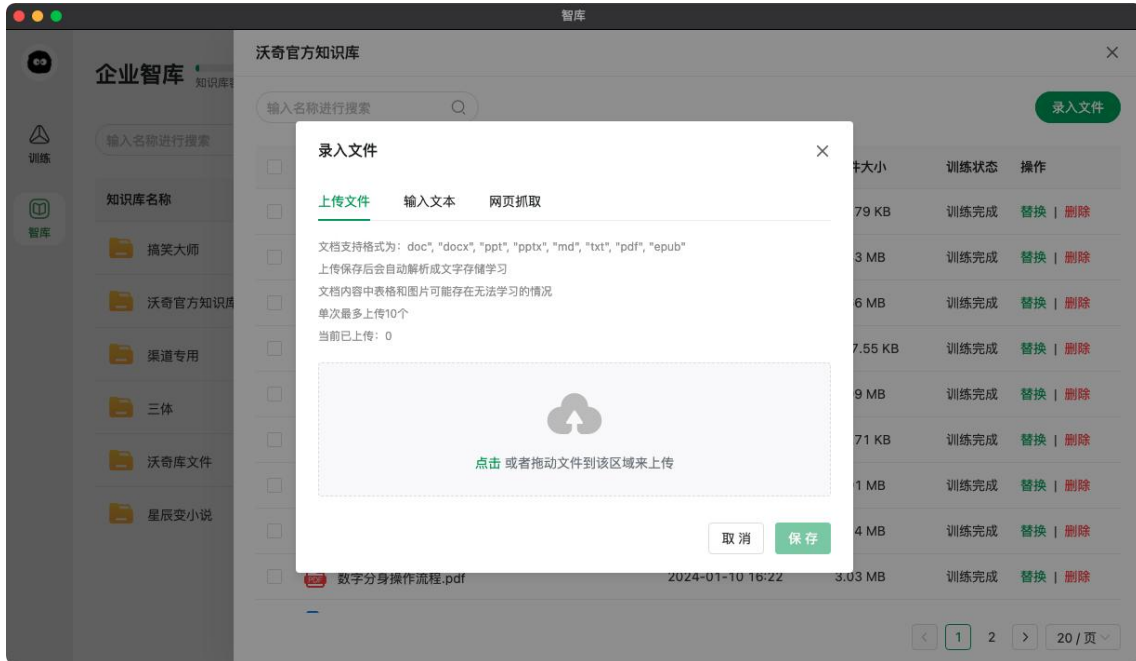 智库
企业智库
知识库
沃奇官方知识库
输入名称进行搜索
录入文件
训练
智库
输入名称进行搜索
知识库名称
搞笑大师
沃奇官方知识库
渠道专用
三体
沃奇库文件
星辰变小说
录入文件
上传文件 输入文本 网页抓取
文档支持格式为：doc", "docx", "ppt", "pptx", "md", "txt", "pdf", "epub"
上传保存后会自动解析成文字存储学习
文档内容中表格和图片可能存在无法学习的情况
单次最多上传10个
当前已上传：0
点击 或者拖动文件到该区域来上传
取消 保存
件大小 训练状态 操作
79 KB 训练完成 替换 | 删除
3 MB 训练完成 替换 | 删除
6 MB 训练完成 替换 | 删除
7.55 KB 训练完成 替换 | 删除
9 MB 训练完成 替换 | 删除
71 KB 训练完成 替换 | 删除
1 MB 训练完成 替换 | 删除
4 MB 训练完成 替换 | 删除
PDF 数字分身操作流程.pdf 2024-01-10 16:22 3.03 MB 训练完成 替换 | 删除
< 1 2 > 20 / 页